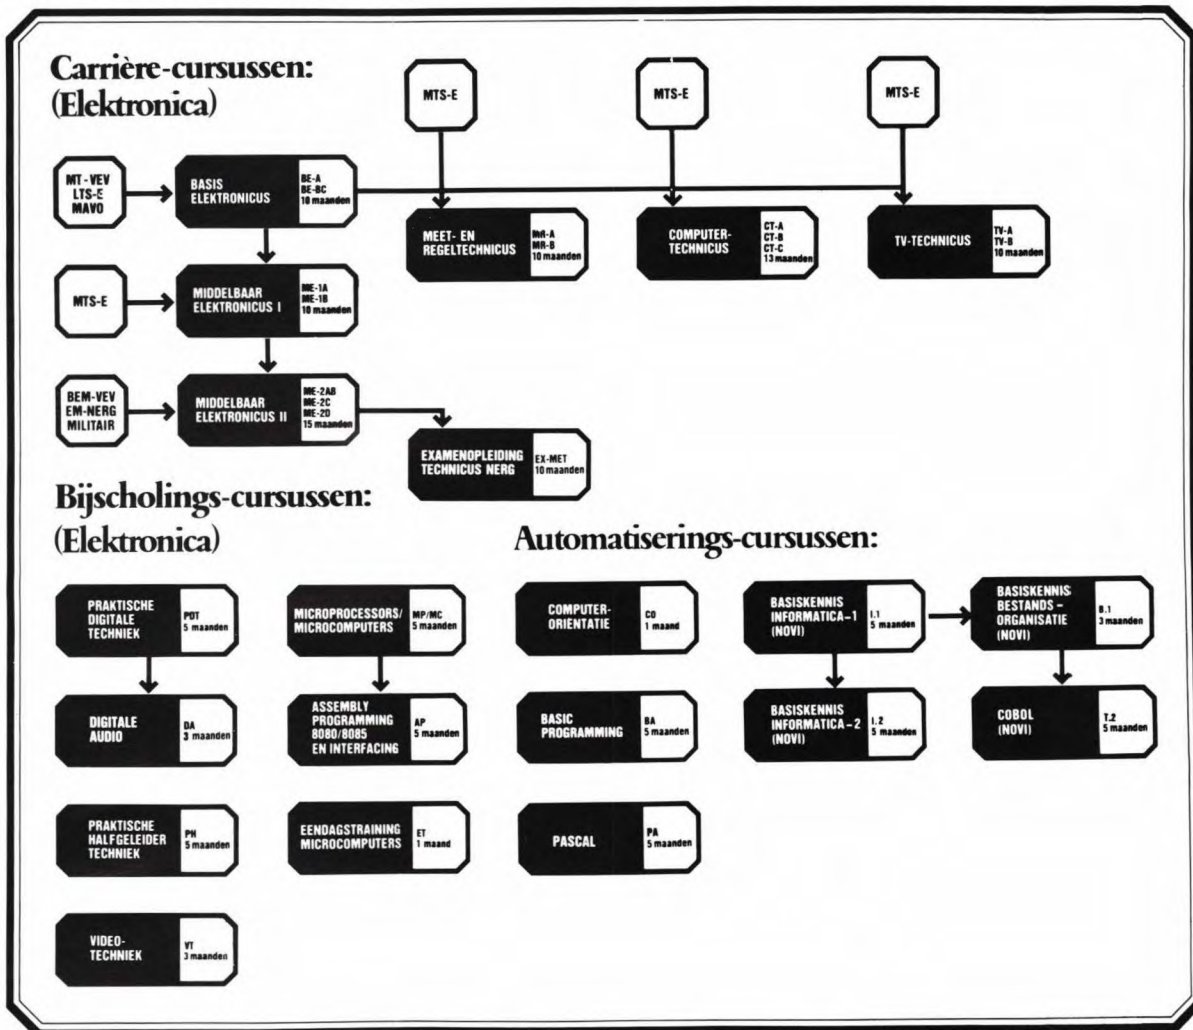 Carrière-cursussen:
(Elektronica)
MTS-E
MTS-E
MTS-E
MT-VEV
LTS-E
MAVO
BASIS
ELEKTRONICUS
BE-A
BE-BC
10 maanden
MEET- EN
REGELTECHNICUS
MR-A
MR-B
10 maanden
COMPUTER-
TECHNICUS
CT-A
CT-B
CT-C
13 maanden
TV-TECHNICUS
TV-A
TV-B
10 maanden
MTS-E
MIDDELBAAR
ELEKTRONICUS I
ME-1A
ME-1B
10 maanden
BEM-VEV
EM-NERG
MILITAIR
MIDDELBAAR
ELEKTRONICUS II
ME-2AB
ME-2C
ME-2D
15 maanden
EXAMENOPLEIDING
TECHNICUS NERG
EX-MET
10 maanden
Bijscholings-cursussen:
(Elektronica)
PRAKTISCHE
DIGITALE
TECHNIEK
PDT
5 maanden
MICROPROCESSORS/
MICROCOMPUTERS
MP/MC
5 maanden
DIGITALE
AUDIO
DA
3 maanden
ASSEMBLY
PROGRAMMING
8080/8085
EN INTERFACING
AP
5 maanden
PRAKTISCHE
HALFGELEIDER
TECHNIEK
PH
5 maanden
EENDAGSTRAINING
MICROCOMPUTERS
ET
1 maand
VIDEO-
TECHNIEK
VT
3 maanden
Automatiserings-cursussen:
COMPUTER-
ORIENTATIE
CO
1 maand
BASISKENNIS
INFORMATICA-1
(NOVI)
I.1
5 maanden
BASISKENNIS
BESTANDS-
ORGANISATIE
(NOVI)
B.1
3 maanden
BASIC
PROGRAMMING
BA
5 maanden
BASISKENNIS
INFORMATICA-2
(NOVI)
I.2
5 maanden
COBOL
(NOVI)
T.2
5 maanden
PASCAL
PA
5 maanden